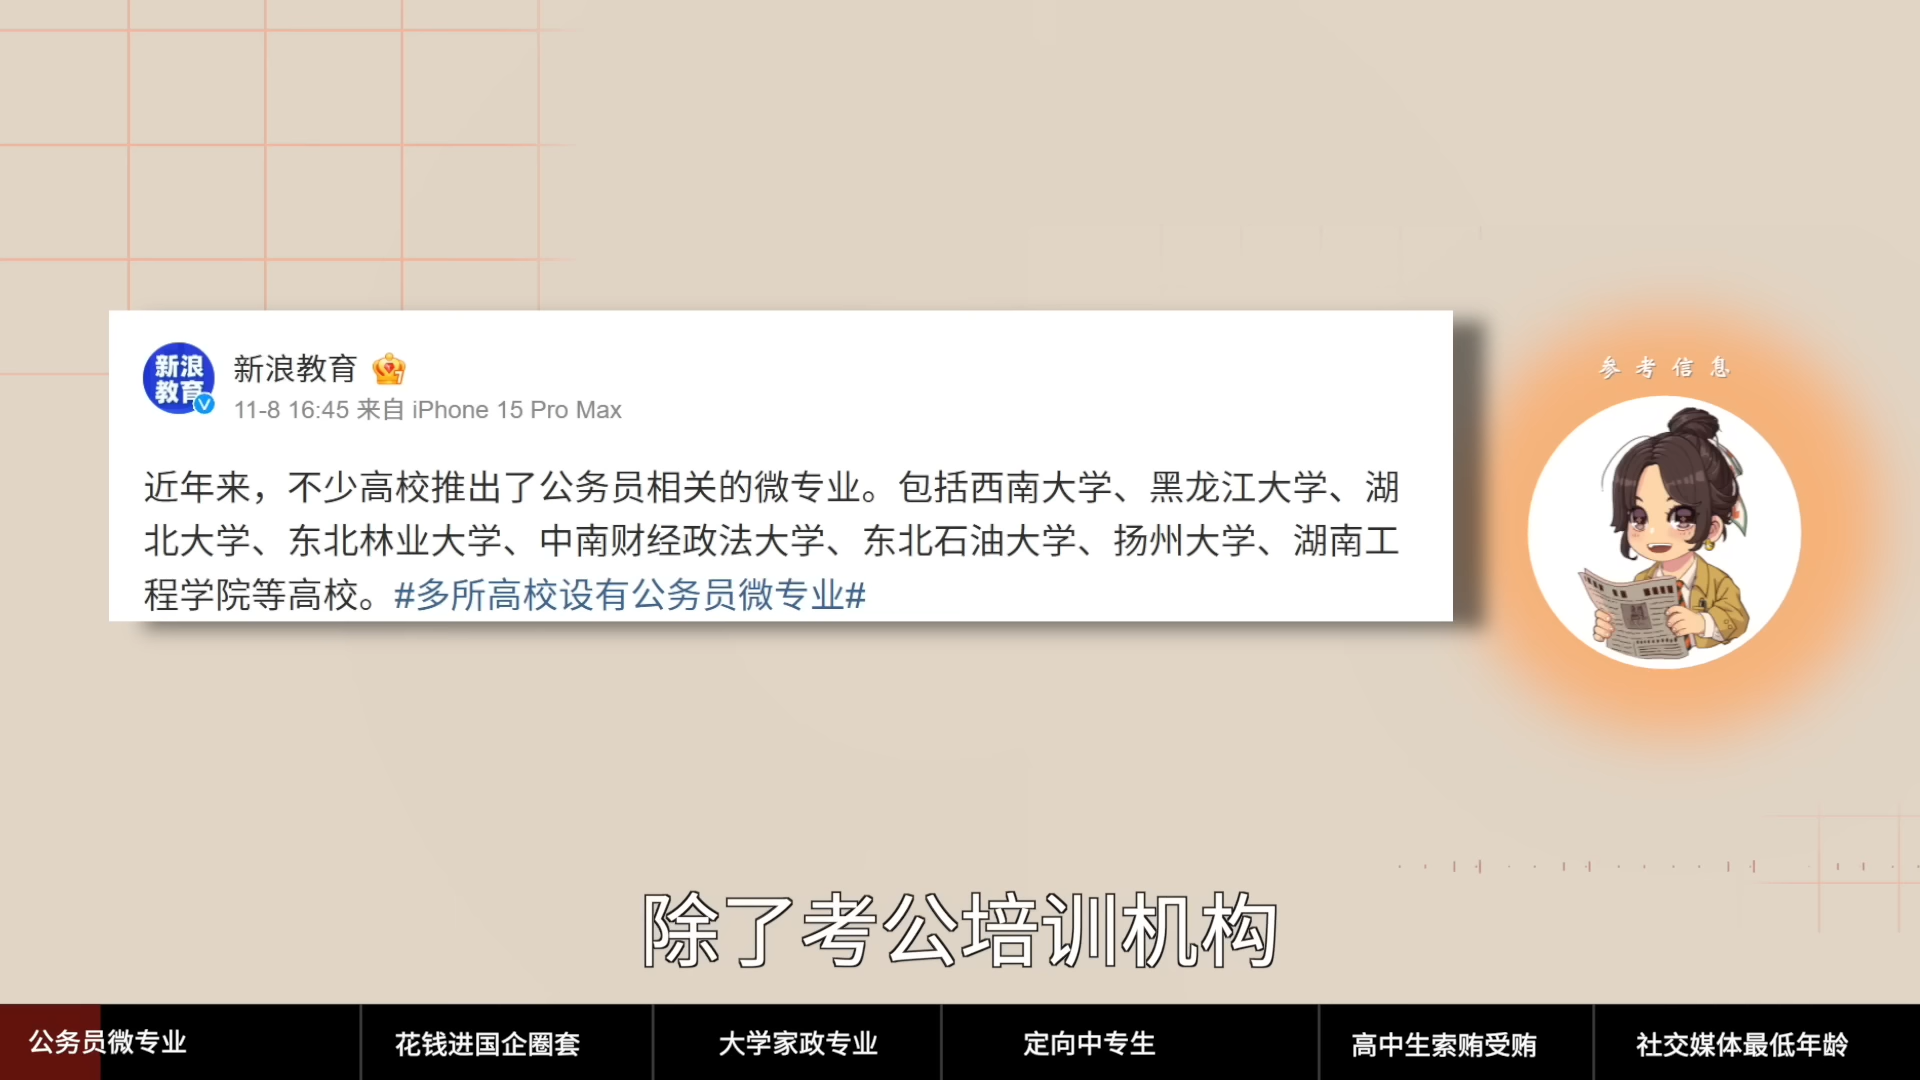 新浪教育
新浪教育
11-8 16:45 来自 iPhone 15 Pro Max
近年来，不少高校推出了公务员相关的微专业。包括西南大学、黑龙江大学、湖
北大学、东北林业大学、中南财经政法大学、东北石油大学、扬州大学、湖南工
程学院等高校。#多所高校设有公务员微专业#
参考信息
除了考公培训机构
公务员微专业
花钱进国企圈套
大学家政专业
定向中专生
高中生索贿受贿
社交媒体最低年龄